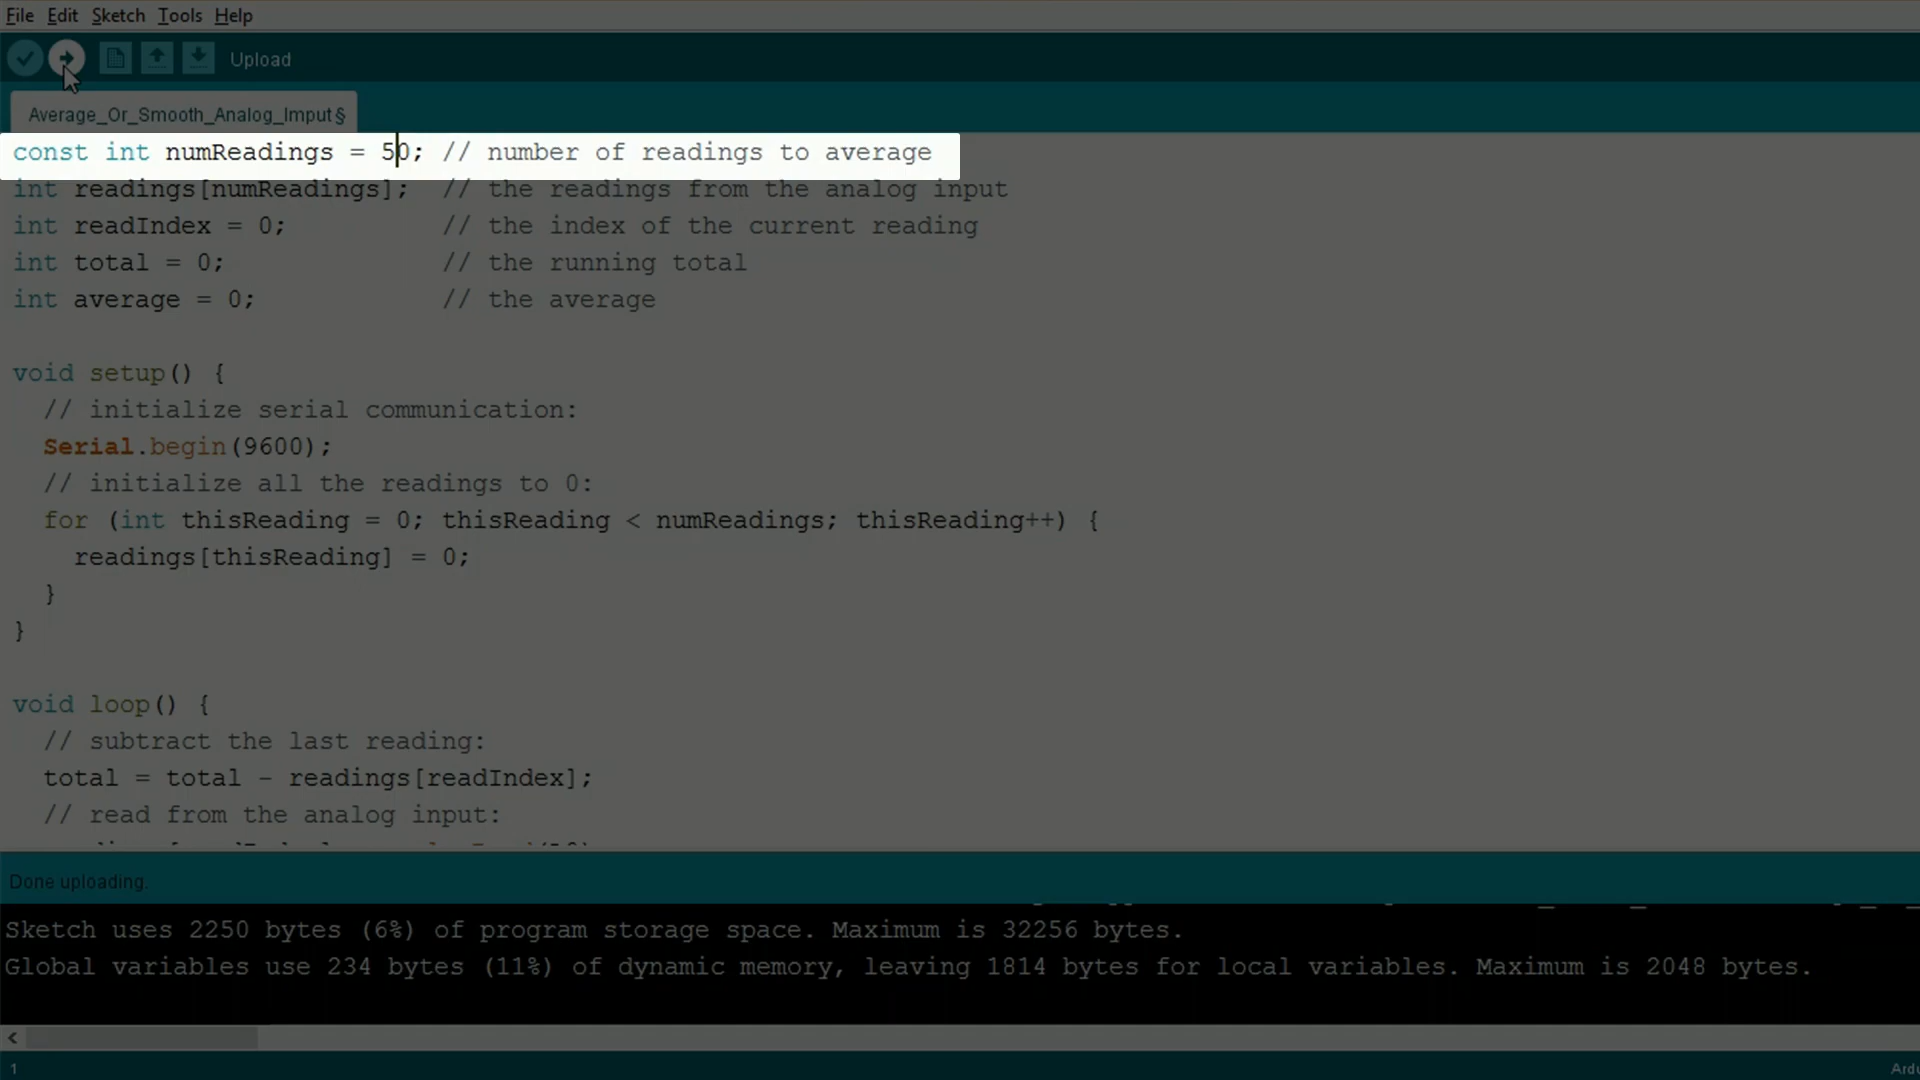 File Edit Sketch Tools Help
Upload
Average_Or_Smooth_Analog_Imput §
const int numReadings = 50; // number of readings to average
int readings[numReadings];  // the readings from the analog input
int readIndex = 0;          // the index of the current reading
int total = 0;              // the running total
int average = 0;            // the average
void setup() {
// initialize serial communication:
Serial.begin(9600);
// initialize all the readings to 0:
for (int thisReading = 0; thisReading < numReadings; thisReading++) {
readings[thisReading] = 0;
}
}
void loop() {
// subtract the last reading:
total = total - readings[readIndex];
// read from the analog input:
Done uploading.
Sketch uses 2250 bytes (6%) of program storage space. Maximum is 32256 bytes.
Global variables use 234 bytes (11%) of dynamic memory, leaving 1814 bytes for local variables. Maximum is 2048 bytes.
1